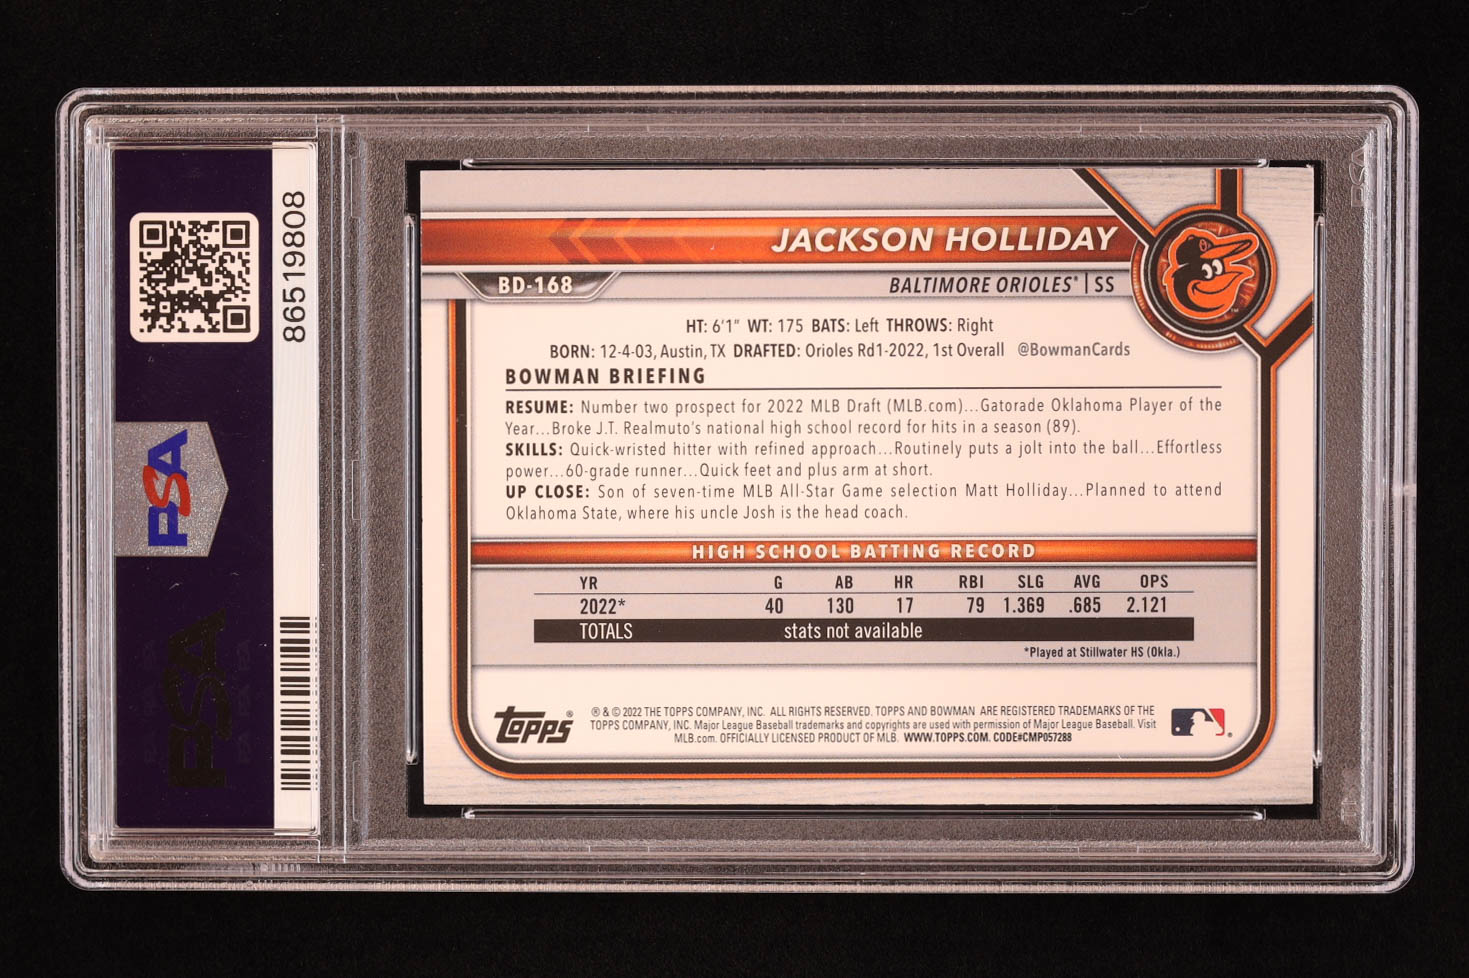 86519808
PSA
PSA
JACKSON HOLLIDAY
BD-168
BALTIMORE ORIOLES® | SS
HT: 6'1" WT: 175 BATS: Left THROWS: Right
BORN: 12-4-03, Austin, TX DRAFTED: Orioles Rd1-2022, 1st Overall @BowmanCards
BOWMAN BRIEFING
RESUME: Number two prospect for 2022 MLB Draft (MLB.com)...Gatorade Oklahoma Player of the
Year...Broke J.T. Realmuto's national high school record for hits in a season (89).
SKILLS: Quick-wristed hitter with refined approach...Routinely puts a jolt into the ball...Effortless
power...60-grade runner...Quick feet and plus arm at short.
UP CLOSE: Son of seven-time MLB All-Star Game selection Matt Holliday...Planned to attend
Oklahoma State, where his uncle Josh is the head coach.
HIGH SCHOOL BATTING RECORD
YR G AB HR RBI SLG AVG OPS
2022* 40 130 17 79 1.369 .685 2.121
TOTALS stats not available
*Played at Stillwater HS (Okla.)
topps®
® & © 2022 THE TOPPS COMPANY, INC. ALL RIGHTS RESERVED. TOPPS AND BOWMAN ARE REGISTERED TRADEMARKS OF THE
TOPPS COMPANY, INC. Major League Baseball trademarks and copyrights are used with permission of Major League Baseball. Visit
MLB.com. OFFICIALLY LICENSED PRODUCT OF MLB. WWW.TOPPS.COM. CODE#CMP057288